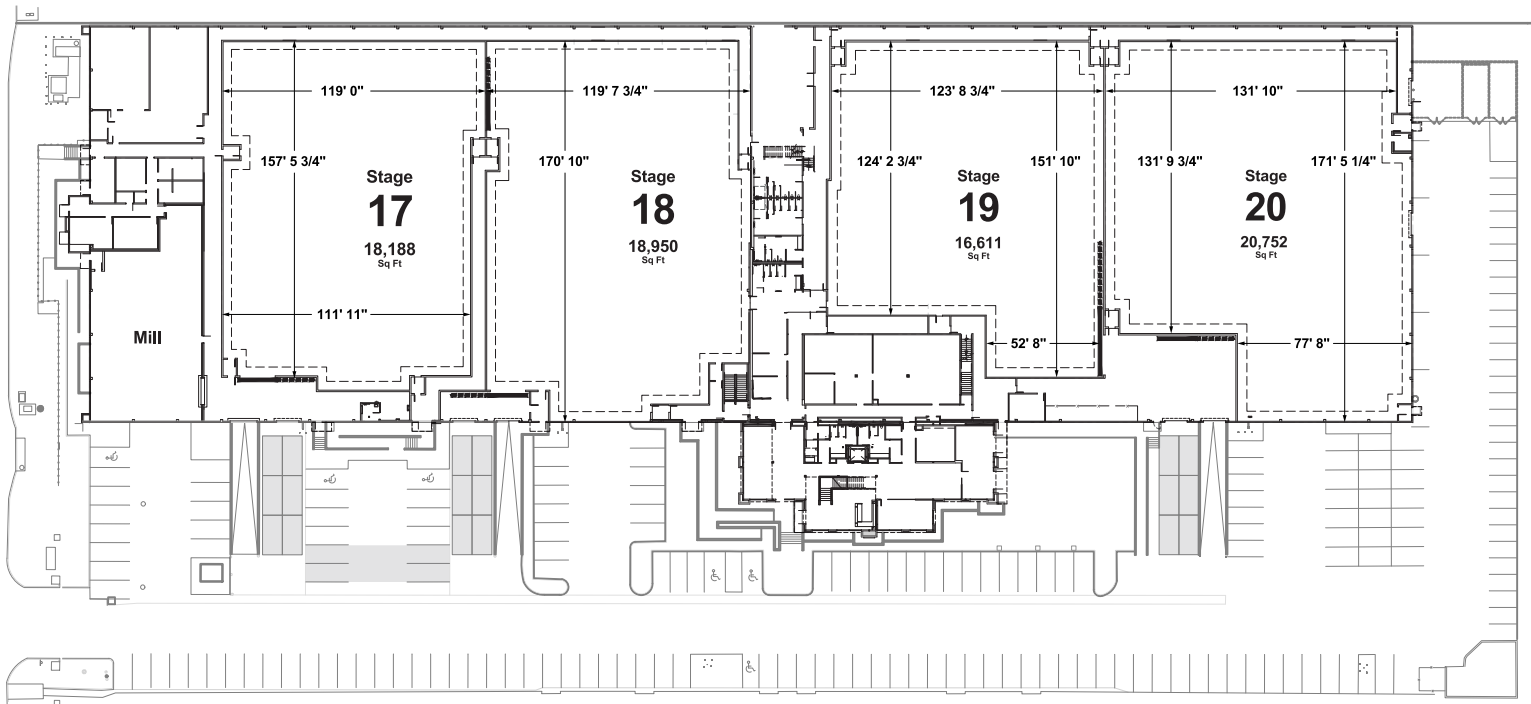 119' 0"
119' 7 3/4"
123' 8 3/4"
131' 10"
157' 5 3/4"
170' 10"
124' 2 3/4"
151' 10"
131' 9 3/4"
171' 5 1/4"
Stage
17
18,188
Sq Ft
Stage
18
18,950
Sq Ft
Stage
19
16,611
Sq Ft
Stage
20
20,752
Sq Ft
111' 11"
Mill
52' 8"
77' 8"